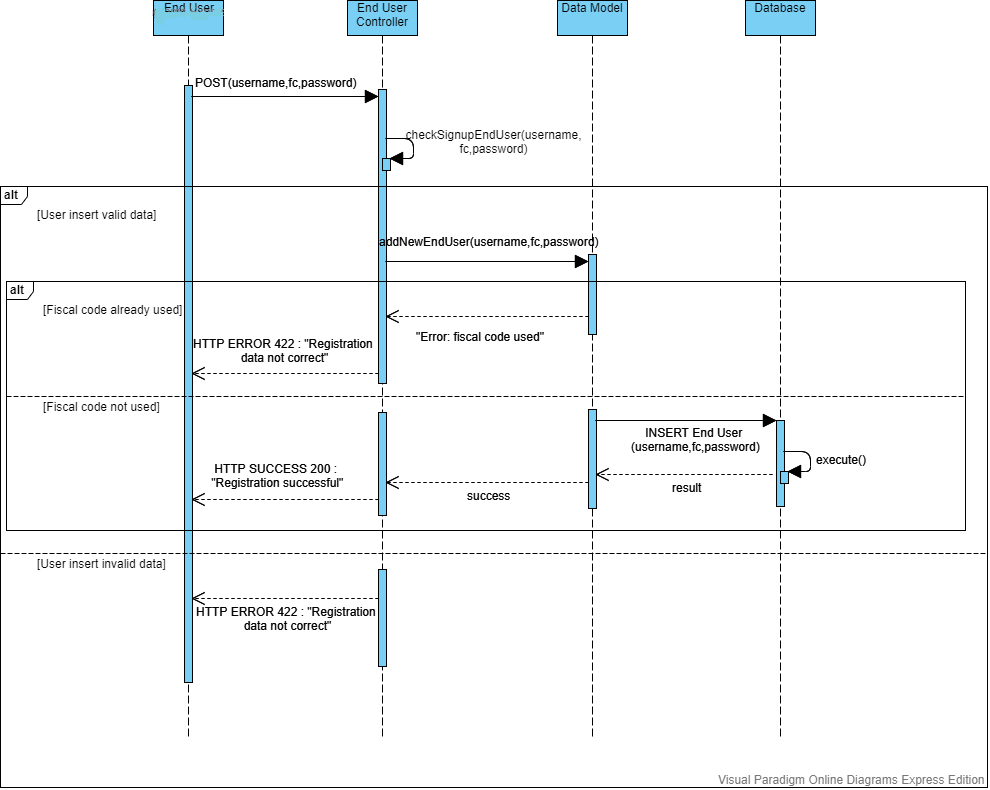 End User
End User
Controller
Data Model
Database
POST(username,fc,password)
checkSignupEndUser(username,
fc,password)
alt
[User insert valid data]
addNewEndUser(username,fc,password)
alt
[Fiscal code already used]
"Error: fiscal code used"
HTTP ERROR 422 : "Registration
data not correct"
[Fiscal code not used]
INSERT End User
(username,fc,password)
execute()
HTTP SUCCESS 200 :
"Registration successful"
result
success
[User insert invalid data]
HTTP ERROR 422 : "Registration
data not correct"
Visual Paradigm Online Diagrams Express Edition